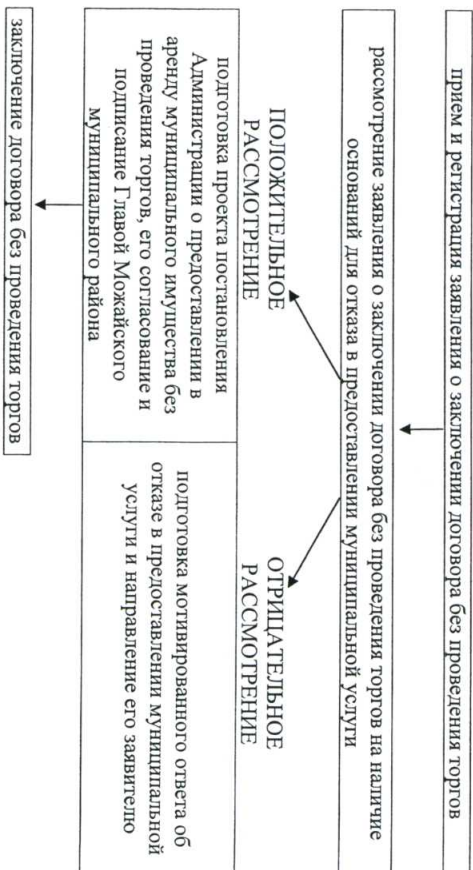 прием и регистрация заявления о заключении договора без проведения торгов
рассмотрение заявления о заключении договора без проведения торгов на наличие
оснований для отказа в предоставлении муниципальной услуги
ПОЛОЖИТЕЛЬНОЕ
РАССМОТРЕНИЕ
ОТРИЦАТЕЛЬНОЕ
РАССМОТРЕНИЕ
подготовка проекта постановления
Администрации о предоставлении в
аренду муниципального имущества без
проведения торгов, его согласование и
подписание Главой Можайского
муниципального района
подготовка мотивированного ответа об
отказе в предоставлении муниципальной
услуги и направление его заявителю
заключение договора без проведения торгов